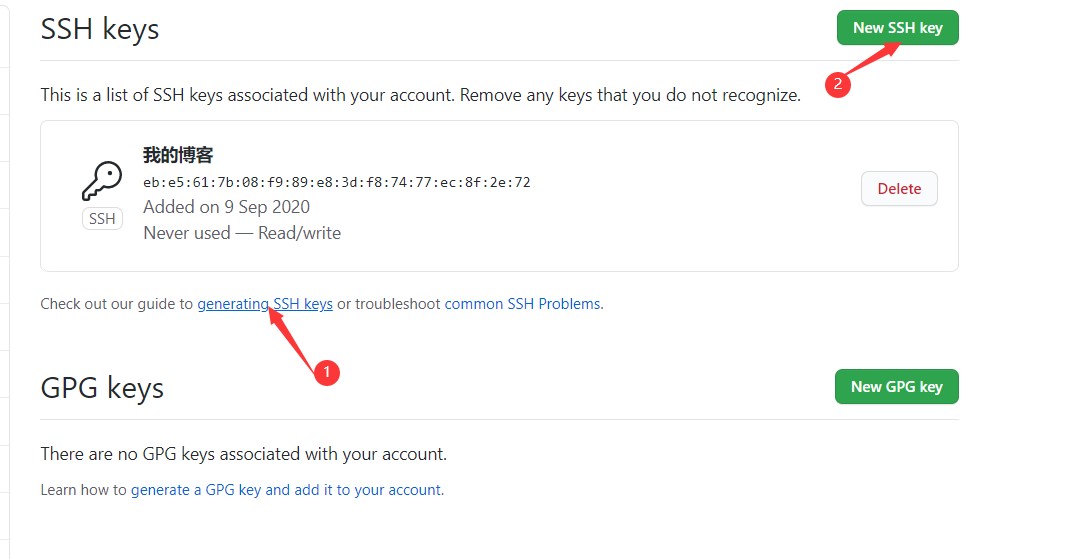 SSH keys
New SSH key
2
This is a list of SSH keys associated with your account. Remove any keys that you do not recognize.
我的博客
eb:e5:61:7b:08:f9:89:e8:3d:f8:74:77:ec:8f:2e:72
Added on 9 Sep 2020
Never used — Read/write
SSH
Delete
Check out our guide to generating SSH keys or troubleshoot common SSH Problems.
1
GPG keys
New GPG key
There are no GPG keys associated with your account.
Learn how to generate a GPG key and add it to your account.